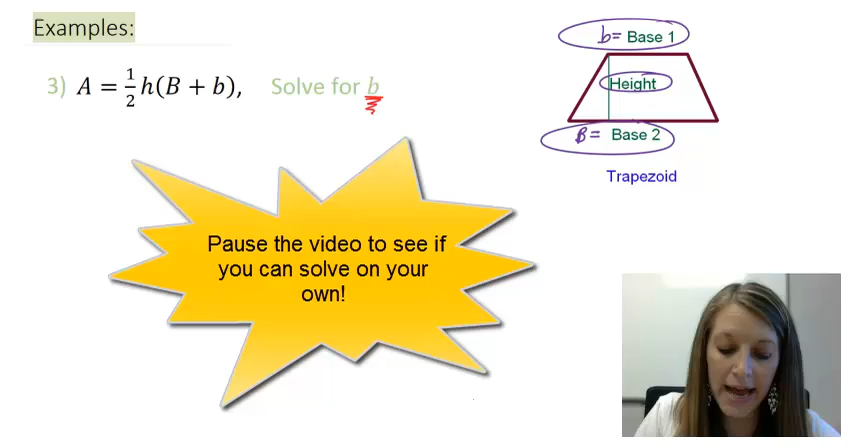 Examples:
3) A = 1/2 h(B + b), Solve for b
b= Base 1
Height
B= Base 2
Trapezoid
Pause the video to see if
you can solve on your
own!